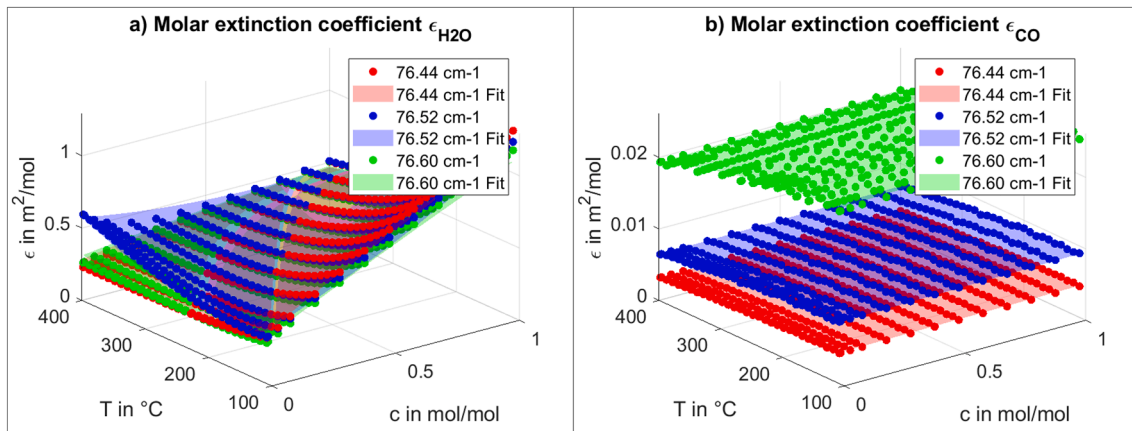 a) Molar extinction coefficient ϵH2O
76.44 cm-1
76.44 cm-1 Fit
76.52 cm-1
76.52 cm-1 Fit
76.60 cm-1
76.60 cm-1 Fit
ϵ in m²/mol
1
0.5
0
400
300
200
100
T in °C
0
0.5
1
c in mol/mol
b) Molar extinction coefficient ϵCO
76.44 cm-1
76.44 cm-1 Fit
76.52 cm-1
76.52 cm-1 Fit
76.60 cm-1
76.60 cm-1 Fit
ϵ in m²/mol
0.02
0.01
0
400
300
200
100
T in °C
0
0.5
1
c in mol/mol